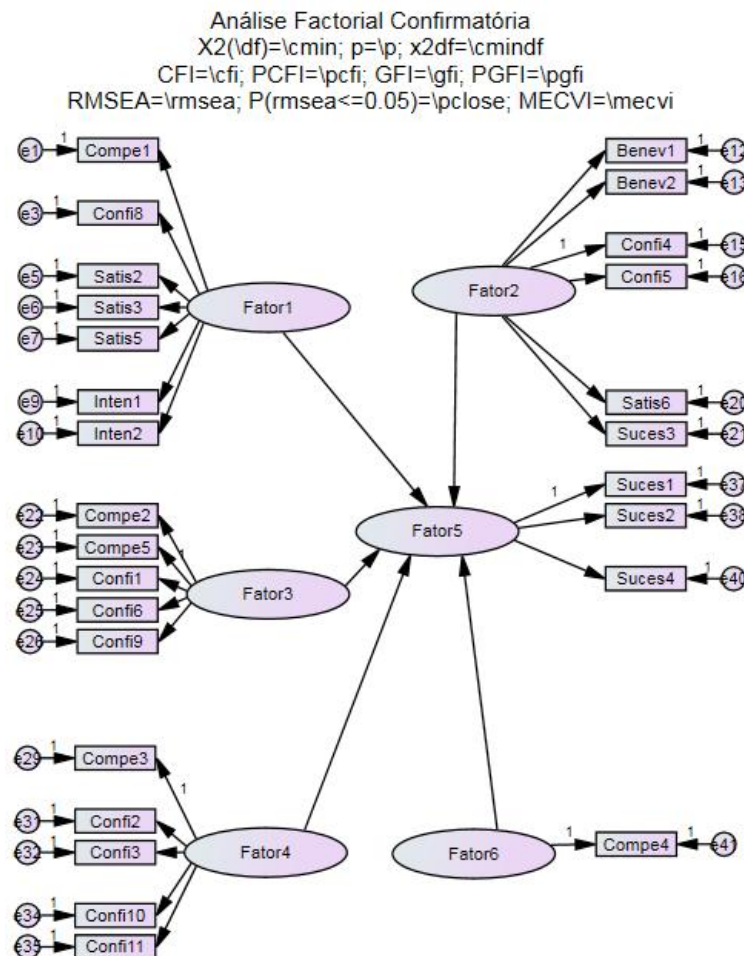 Análise Factorial Confirmatória
X2(\df)=\cmin; p=\p; x2df=\cmindf
CFI=\cfi; PCFI=\pcfi; GFI=\gfi; PGFI=\pgfi
RMSEA=\rmsea; P(rmsea<=0.05)=\pclose; MECVI=\mecvi
e1 1 Compe1
e3 1 Confi8
e5 1 Satis2
e6 1 Satis3
e7 1 Satis5
e9 1 Inten1
e10 1 Inten2
Fator1
Benev1 1 e12
Benev2 1 e13
1 Confi4 1 e15
Confi5 1 e16
Fator2
Satis6 1 e20
Suces3 1 e21
1 Suces1 1 e37
Suces2 1 e38
Suces4 1 e40
Fator5
e22 1 Compe2
e23 1 Compe5
e24 1 Confi1
e25 1 Confi6
e26 1 Confi9
1
Fator3
e29 1 Compe3
1
e31 1 Confi2
e32 1 Confi3
e34 1 Confi10
e35 1 Confi11
Fator4
Fator6
1 Compe4 1 e41